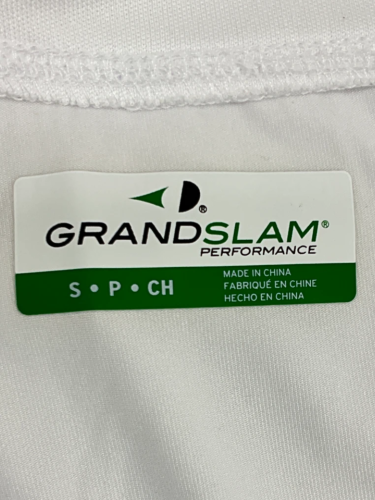 ®
GRANDSLAM®
PERFORMANCE
S • P • CH
MADE IN CHINA
FABRIQUÉ EN CHINE
HECHO EN CHINA